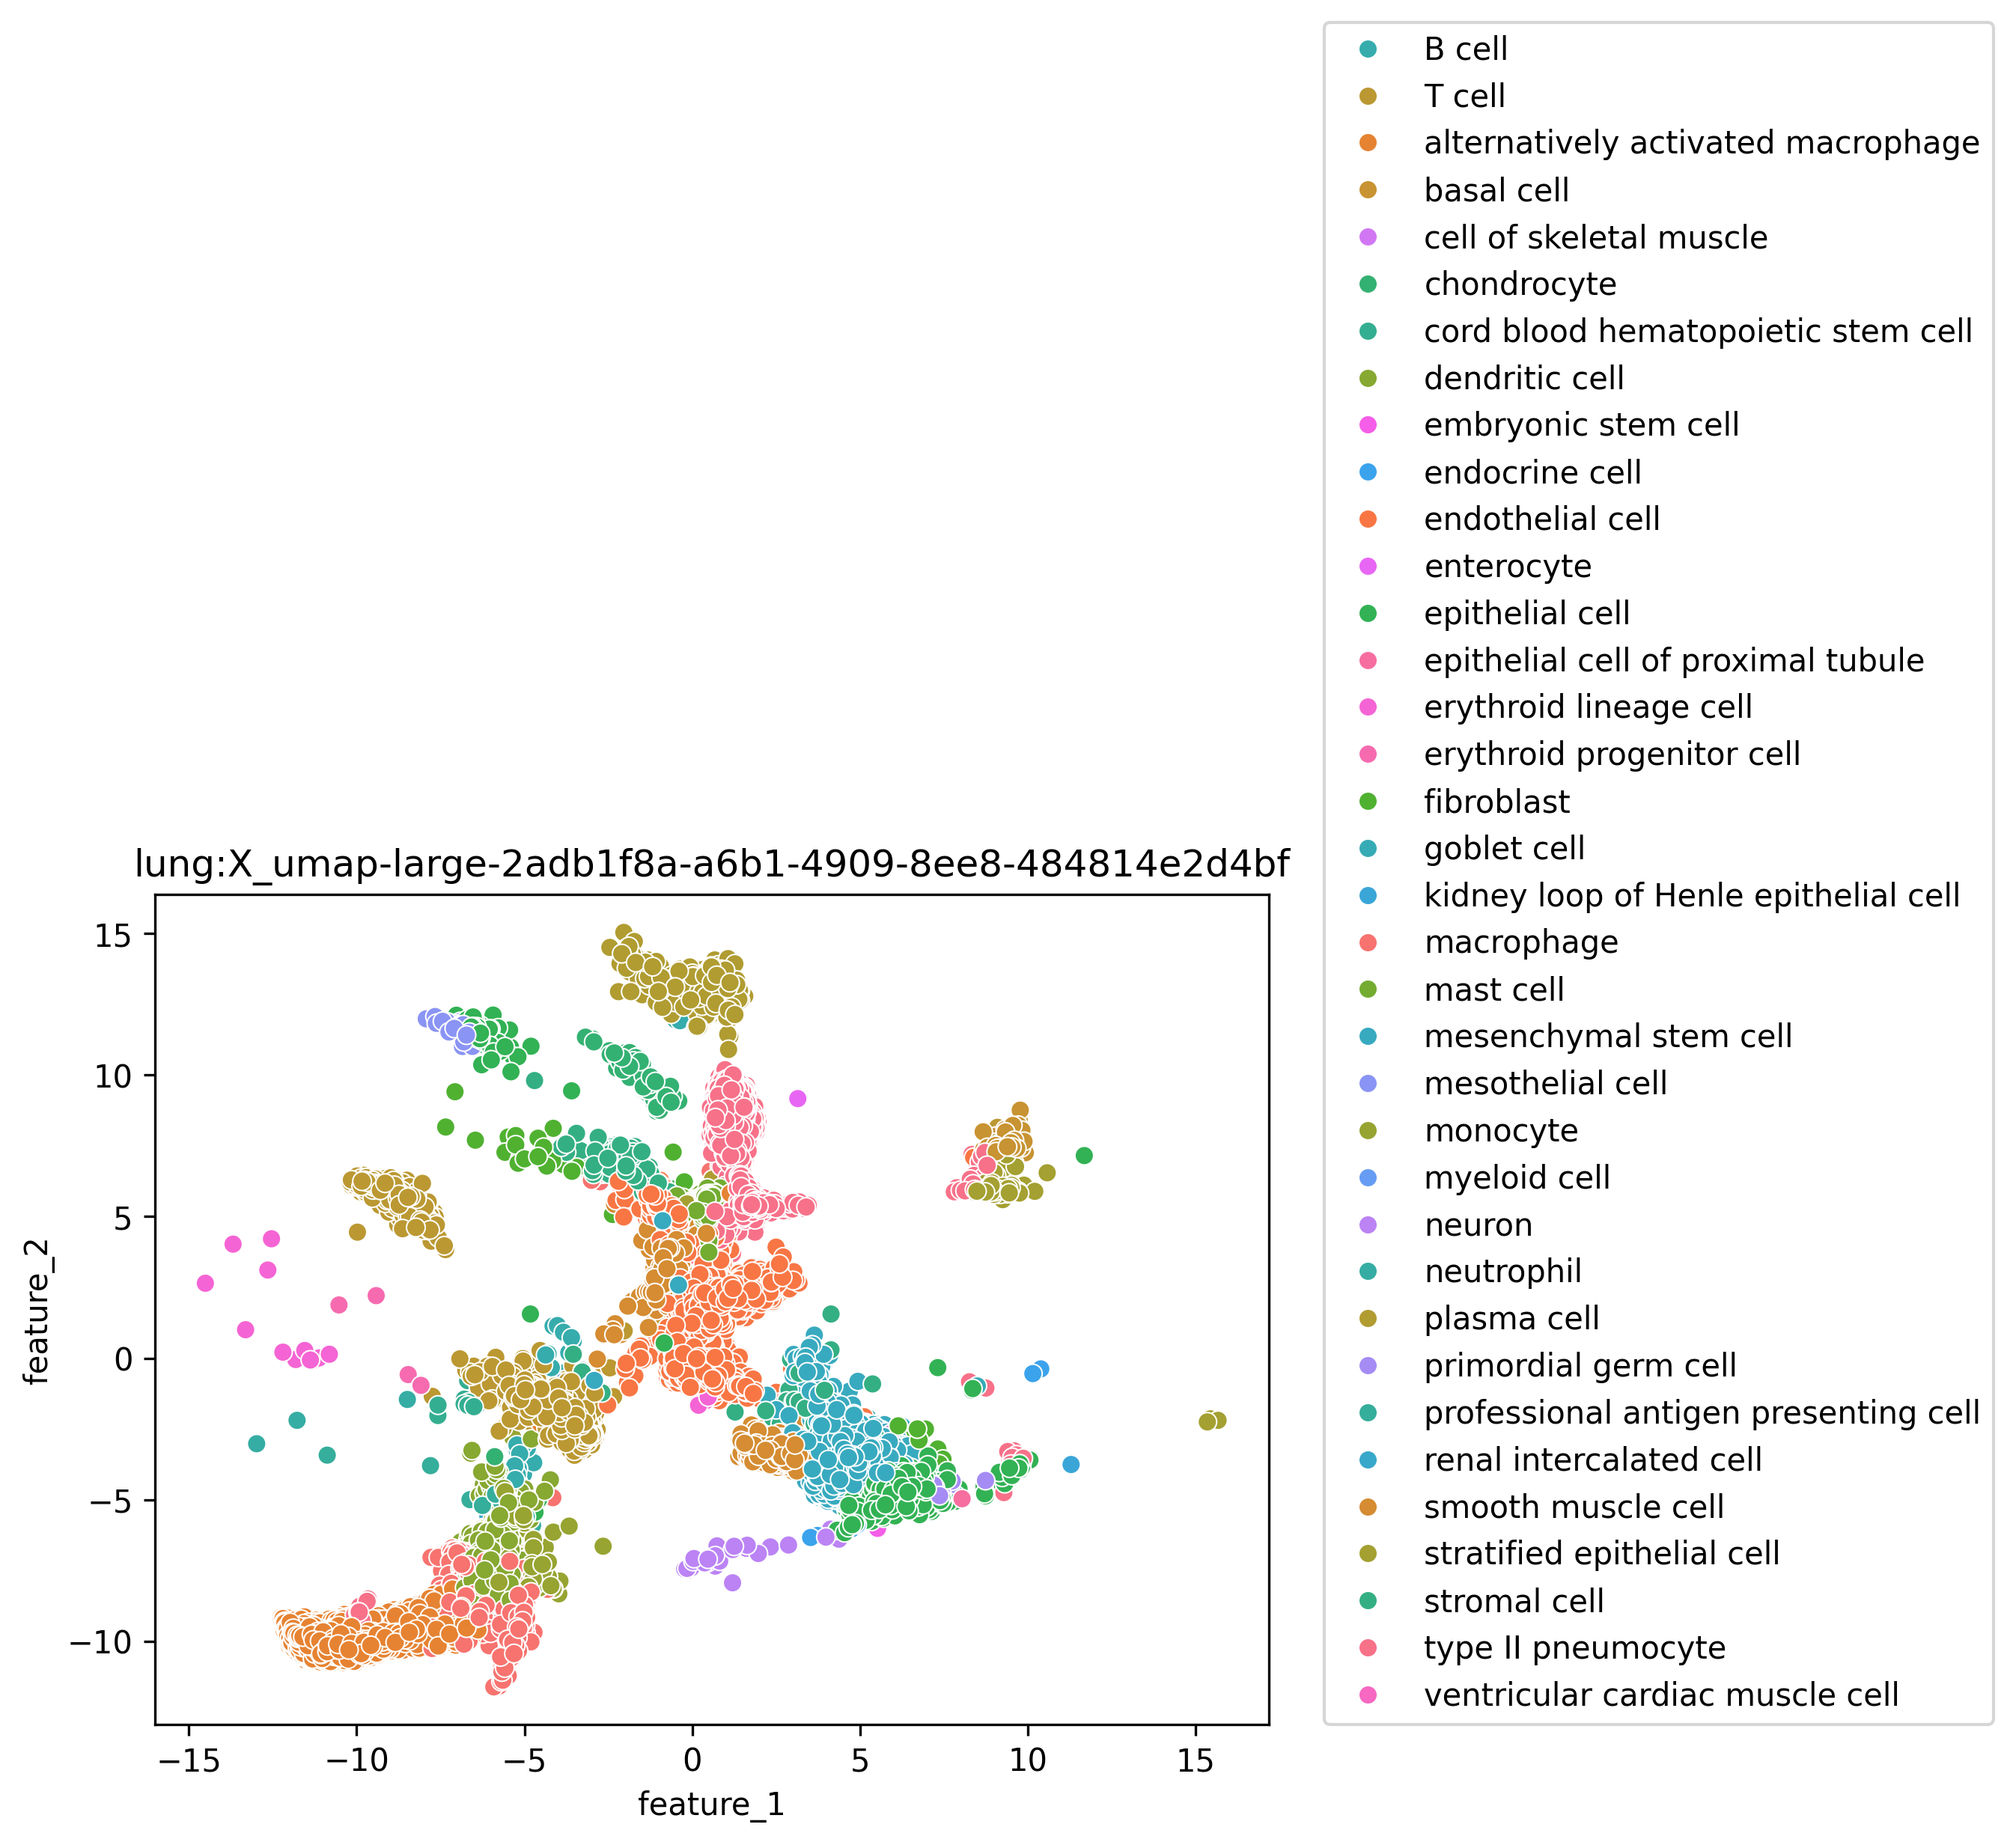 B cell
T cell
alternatively activated macrophage
basal cell
cell of skeletal muscle
chondrocyte
cord blood hematopoietic stem cell
dendritic cell
embryonic stem cell
endocrine cell
endothelial cell
enterocyte
epithelial cell
epithelial cell of proximal tubule
erythroid lineage cell
erythroid progenitor cell
fibroblast
goblet cell
kidney loop of Henle epithelial cell
macrophage
mast cell
mesenchymal stem cell
mesothelial cell
monocyte
myeloid cell
neuron
neutrophil
plasma cell
primordial germ cell
professional antigen presenting cell
renal intercalated cell
smooth muscle cell
stratified epithelial cell
stromal cell
type II pneumocyte
ventricular cardiac muscle cell
lung:X_umap-large-2adb1f8a-a6b1-4909-8ee8-484814e2d4bf
15
10
5
0
−5
−10
feature_2
−15 −10 −5 0 5 10 15
feature_1